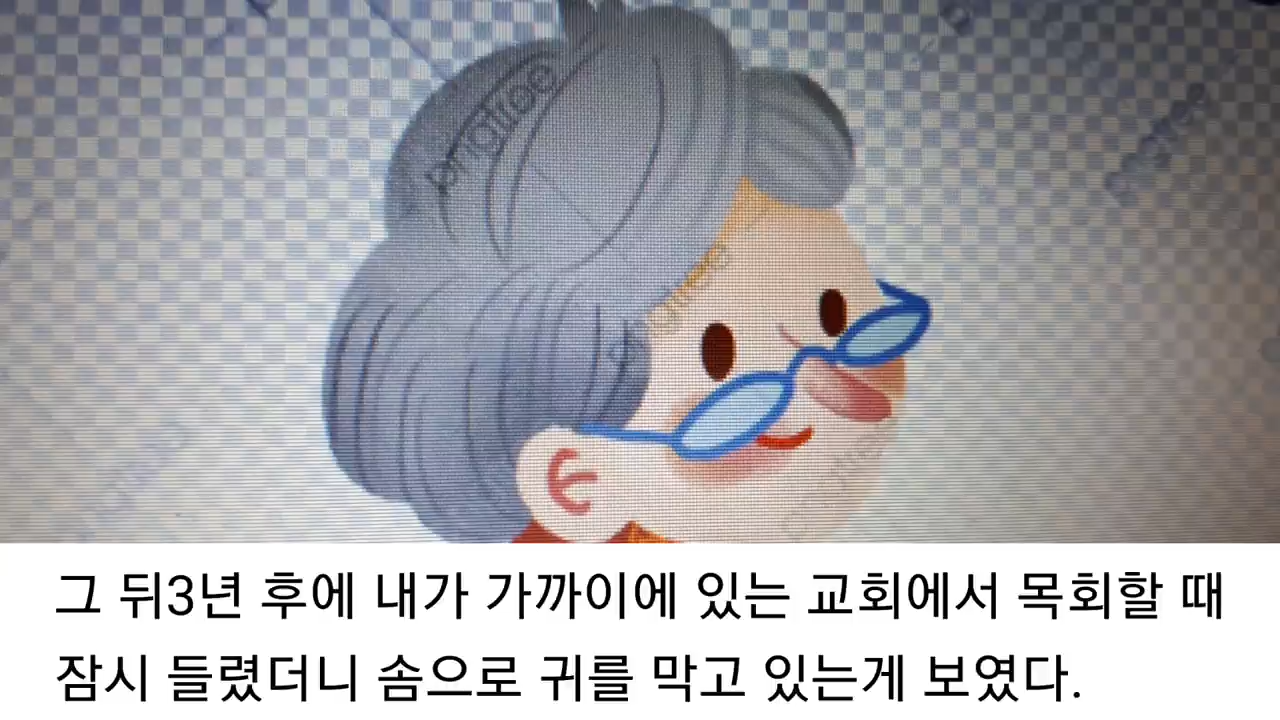 pngtree
그 뒤3년 후에 내가 가까이에 있는 교회에서 목회할 때
잠시 들렸더니 솜으로 귀를 막고 있는게 보였다.